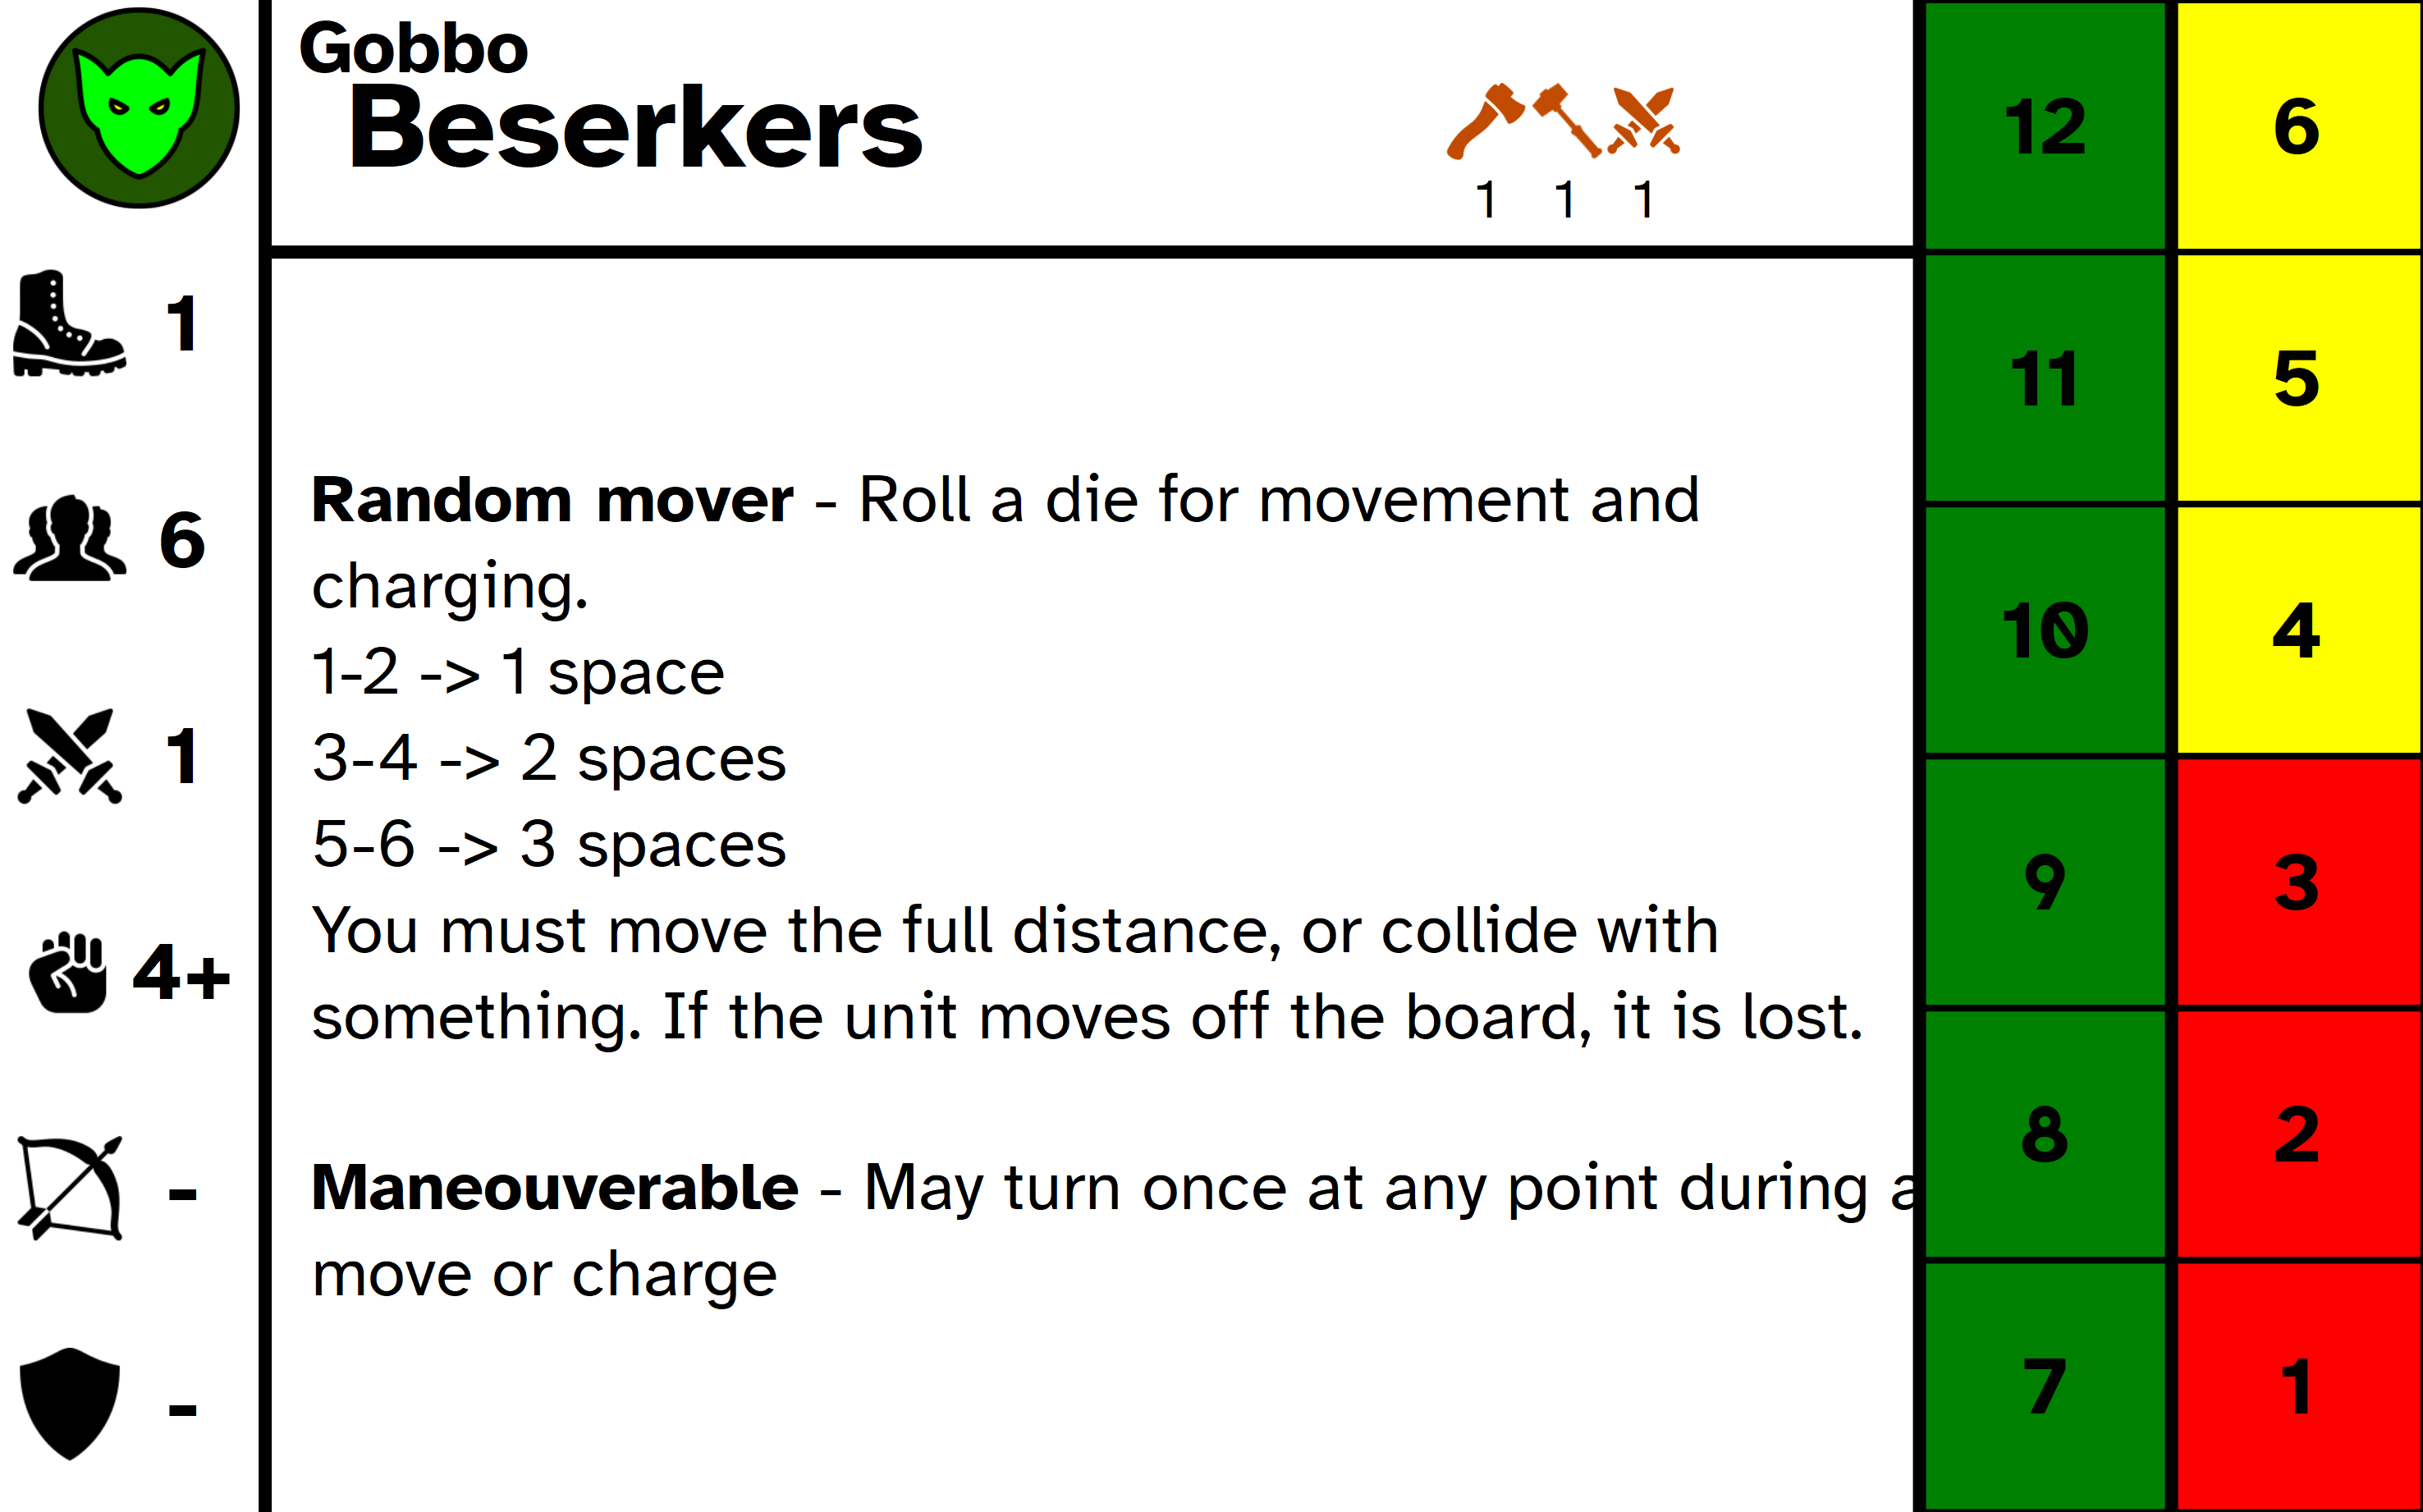 Gobbo
Beserkers
1 1 1
1
6
1
4+
-
-
Random mover - Roll a die for movement and
charging.
1-2 -> 1 space
3-4 -> 2 spaces
5-6 -> 3 spaces
You must move the full distance, or collide with
something. If the unit moves off the board, it is lost.
Maneouverable - May turn once at any point during a
move or charge
12 6
11 5
10 4
9 3
8 2
7 1